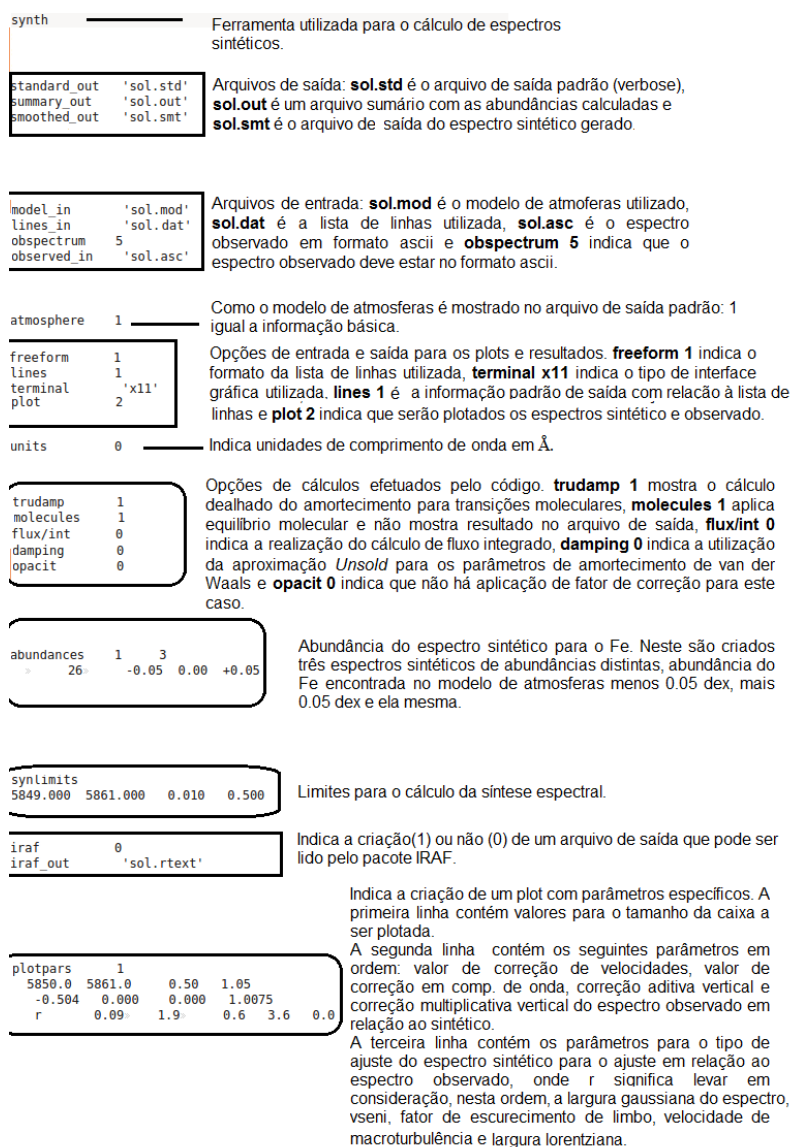 synth
Ferramenta utilizada para o cálculo de espectros
sintéticos.
standard_out 'sol.std'
summary_out 'sol.out'
smoothed_out 'sol.smt'
Arquivos de saída: sol.std é o arquivo de saída padrão (verbose),
sol.out é um arquivo sumário com as abundâncias calculadas e
sol.smt é o arquivo de saída do espectro sintético gerado.
model_in 'sol.mod'
lines_in 'sol.dat'
obspectrum 5
observed_in 'sol.asc'
Arquivos de entrada: sol.mod é o modelo de atmoferas utilizado,
sol.dat é a lista de linhas utilizada, sol.asc é o espectro
observado em formato ascii e obspectrum 5 indica que o
espectro observado deve estar no formato ascii.
atmosphere 1
Como o modelo de atmosferas é mostrado no arquivo de saída padrão: 1
igual a informação básica.
freeform 1
lines 1
terminal 'x11'
plot 2
Opções de entrada e saída para os plots e resultados. freeform 1 indica o
formato da lista de linhas utilizada, terminal x11 indica o tipo de interface
gráfica utilizada. lines 1 é a informação padrão de saída com relação à lista de
linhas e plot 2 indica que serão plotados os espectros sintético e observado.
units 0
Indica unidades de comprimento de onda em Å.
trudamp 1
molecules 1
flux/int 0
damping 0
opacit 0
Opções de cálculos efetuados pelo código. trudamp 1 mostra o cálculo
dealhado do amortecimento para transições moleculares, molecules 1 aplica
equilíbrio molecular e não mostra resultado no arquivo de saída, flux/int 0
indica a realização do cálculo de fluxo integrado, damping 0 indica a utilização
da aproximação Unsold para os parâmetros de amortecimento de van der
Waals e opacit 0 indica que não há aplicação de fator de correção para este
caso.
abundances 1 3
26 -0.05 0.00 +0.05
Abundância do espectro sintético para o Fe. Neste são criados
três espectros sintéticos de abundâncias distintas, abundância do
Fe encontrada no modelo de atmosferas menos 0.05 dex, mais
0.05 dex e ela mesma.
synlimits
5849.000 5861.000 0.010 0.500
Limites para o cálculo da síntese espectral.
iraf 0
iraf_out 'sol.rtext'
Indica a criação(1) ou não (0) de um arquivo de saída que pode ser
lido pelo pacote IRAF.
plotpars 1
5850.0 5861.0 0.50 1.05
-0.504 0.000 0.000 1.0075
r 0.09 1.9 0.6 3.6 0.0
Indica a criação de um plot com parâmetros específicos. A
primeira linha contém valores para o tamanho da caixa a
ser plotada.
A segunda linha contém os seguintes parâmetros em
ordem: valor de correção de velocidades, valor de
correção em comp. de onda, correção aditiva vertical e
correção multiplicativa vertical do espectro observado em
relação ao sintético.
A terceira linha contém os parâmetros para o tipo de
ajuste do espectro sintético para o ajuste em relação ao
espectro observado, onde r significa levar em
consideração, nesta ordem, a largura gaussiana do espectro,
vseni, fator de escurecimento de limbo, velocidade de
macroturbulência e largura lorentziana.